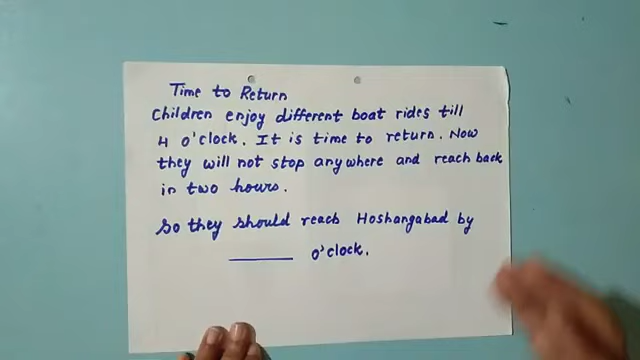 Time to Return
Children enjoy different boat rides till
4 o'clock. It is time to return. Now
they will not stop anywhere and reach back
in two hours.
So they should reach Hoshangabad by
______ o'clock.